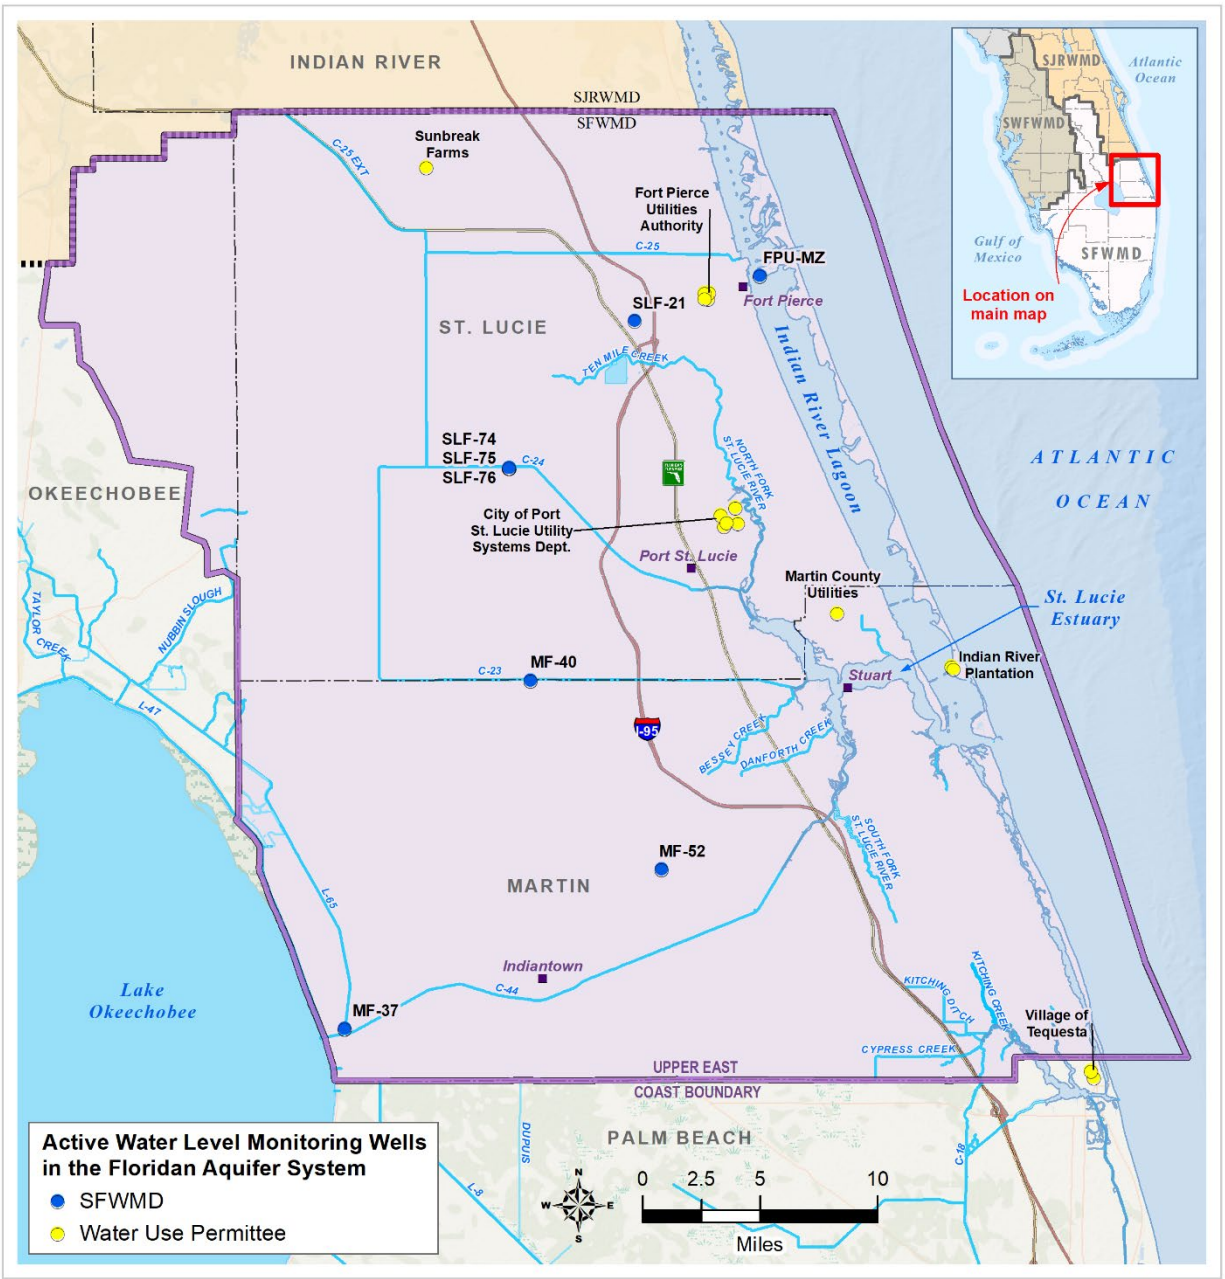 INDIAN RIVER
SJRWMD
SFWMD
Sunbreak
Farms
C-25 EXT
Fort Pierce
Utilities
Authority
C-25
FPU-MZ
Fort Pierce
SLF-21
ST. LUCIE
TEN MILE CREEK
Indian River Lagoon
SJRWMD
Atlantic
Ocean
SWFWMD
Gulf of
Mexico
SFWMD
Location on
main map
SLF-74
SLF-75
SLF-76
C-24
NORTH FORK
ST. LUCIE RIVER
ATLANTIC
OCEAN
OKEECHOBEE
City of Port
St. Lucie Utility
Systems Dept.
Port St. Lucie
Martin County
Utilities
St. Lucie
Estuary
TAYLOR CREEK
NUBBIN SLOUGH
Indian River
Plantation
MF-40
C-23
Stuart
L-47
I-95
BESSEY CREEK
DANFORTH CREEK
SOUTH FORK
ST. LUCIE RIVER
MF-52
MARTIN
L-65
Indiantown
C-44
Lake
Okeechobee
MF-37
KITCHING DITCH
KITCHING CREEK
Village of
Tequesta
CYPRESS CREEK
UPPER EAST
COAST BOUNDARY
PALM BEACH
DUPUIS
L-8
C-18
Active Water Level Monitoring Wells
in the Floridan Aquifer System
SFWMD
Water Use Permittee
N
W E
S
0 2.5 5 10
Miles